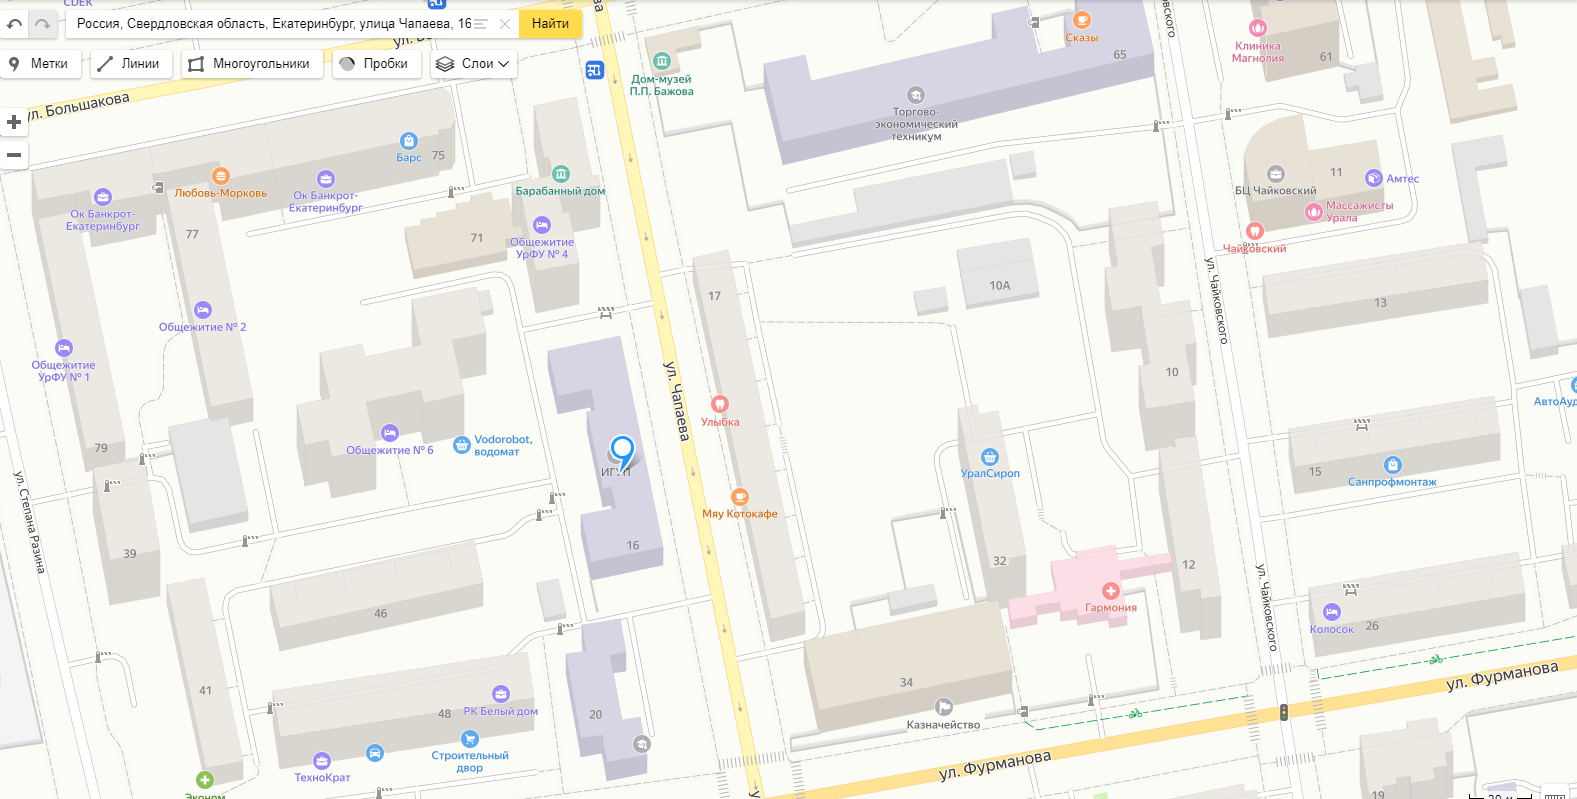 CDEK
Россия, Свердловская область, Екатеринбург, улица Чапаева, 16
Найти
Метки
Линии
Многоугольники
Пробки
Слои
ул. Большакова
Дом-музей
П.П. Бажова
Сказы
65
Торгово-
экономический
техникум
ул. Чайковского
Клиника
Магнолия
61
Барс
75
Любовь-Морковь
Ок Банкрот-
Екатеринбург
Ок Банкрот-
Екатеринбург
77
Барабанный дом
71
Общежитие
УрФУ № 4
БЦ Чайковский
11
Амтес
Массажисты
Урала
Чайковский
17
10А
13
Общежитие № 2
Общежитие
УрФУ № 1
ул. Чапаева
Улыбка
10
АвтоАуд
79
Общежитие № 6
Vodorobot,
водомат
ИГУП
УралСироп
15
Санпрофмонтаж
Мяу Котокафе
ул. Степана Разина
39
16
32
12
ул. Чайковского
Гармония
46
Колосок
26
41
34
Казначейство
ул. Фурманова
РК Белый дом
48
20
Строительный
двор
ТехноКрат
ул. Фурманова
Эконом
19
20 м